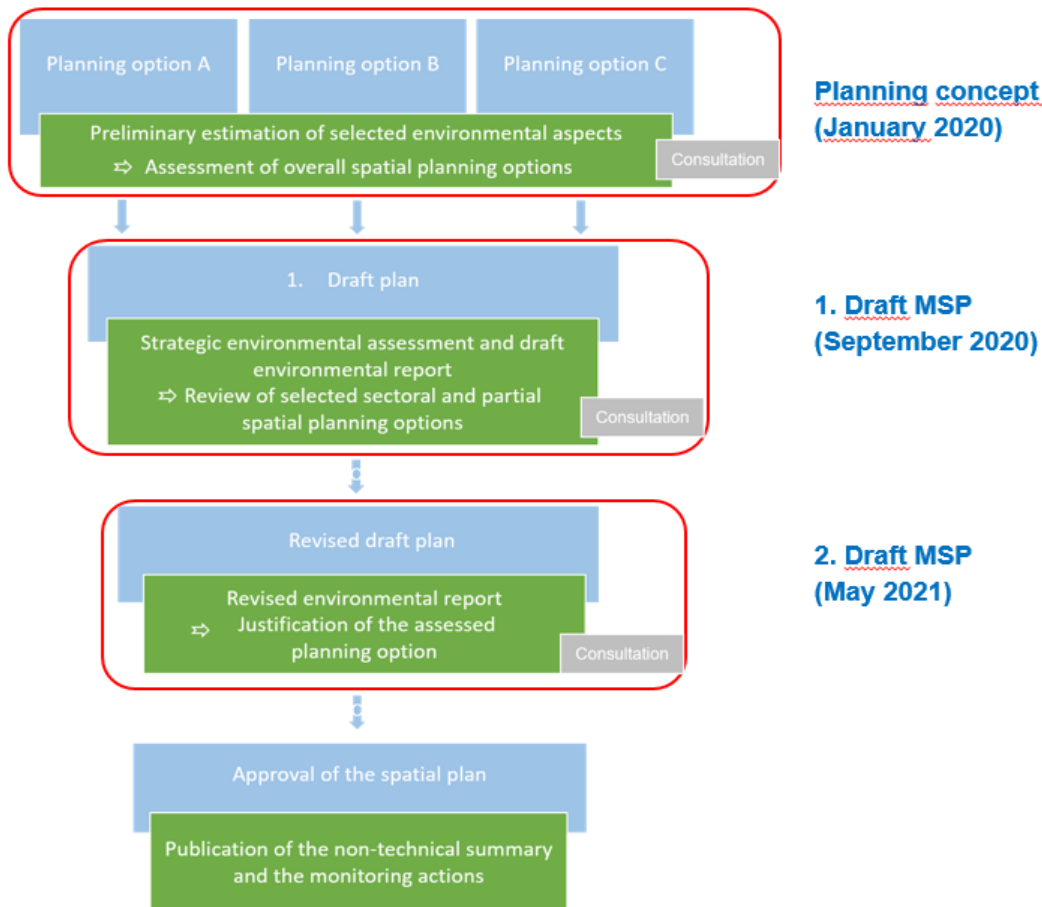 Planning option A
Planning option B
Planning option C
Preliminary estimation of selected environmental aspects
⇨ Assessment of overall spatial planning options
Consultation
Planning concept
(January 2020)
1. Draft plan
Strategic environmental assessment and draft
environmental report
⇨ Review of selected sectoral and partial
spatial planning options
Consultation
1. Draft MSP
(September 2020)
Revised draft plan
Revised environmental report
⇨ Justification of the assessed
planning option
Consultation
2. Draft MSP
(May 2021)
Approval of the spatial plan
Publication of the non-technical summary
and the monitoring actions